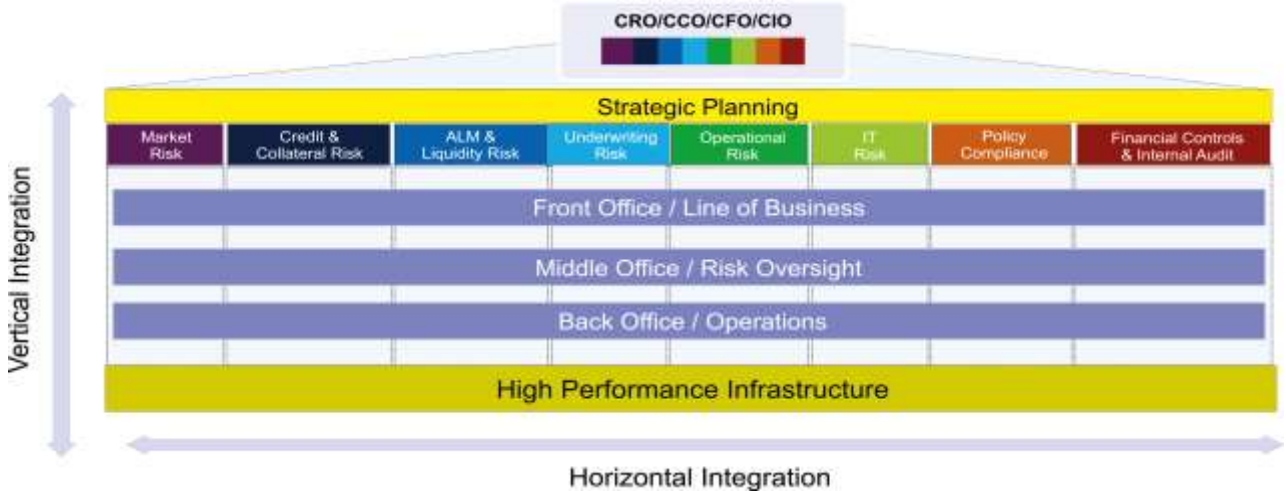 CRO/CCO/CFO/CIO
Strategic Planning
Market
Risk
Credit &
Collateral Risk
ALM &
Liquidity Risk
Underwriting
Risk
Operational
Risk
IT
Risk
Policy
Compliance
Financial Controls
& Internal Audit
Front Office / Line of Business
Middle Office / Risk Oversight
Back Office / Operations
High Performance Infrastructure
Vertical Integration
Horizontal Integration